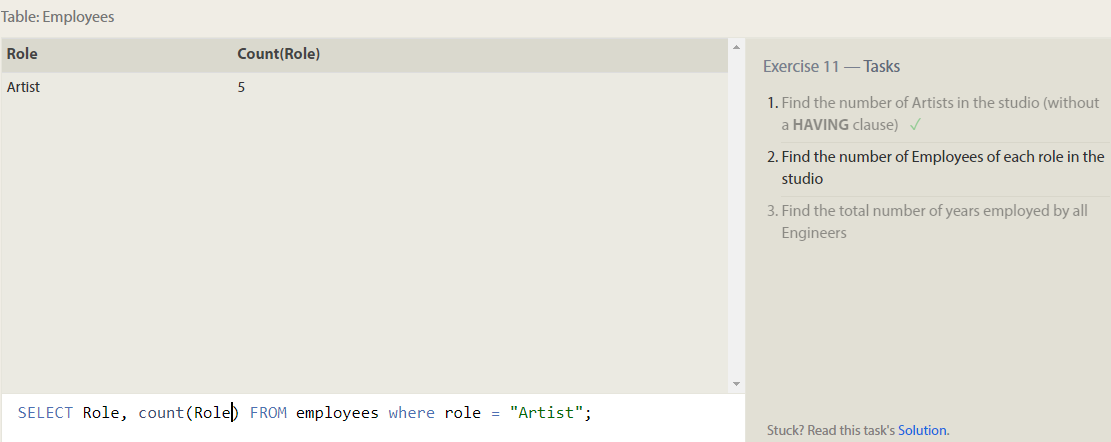 Table: Employees
Role Count(Role)
Artist 5
SELECT Role, count(Role) FROM employees where role = "Artist";
Exercise 11 — Tasks
1. Find the number of Artists in the studio (without
a HAVING clause) ✓
2. Find the number of Employees of each role in the
studio
3. Find the total number of years employed by all
Engineers
Stuck? Read this task's Solution.